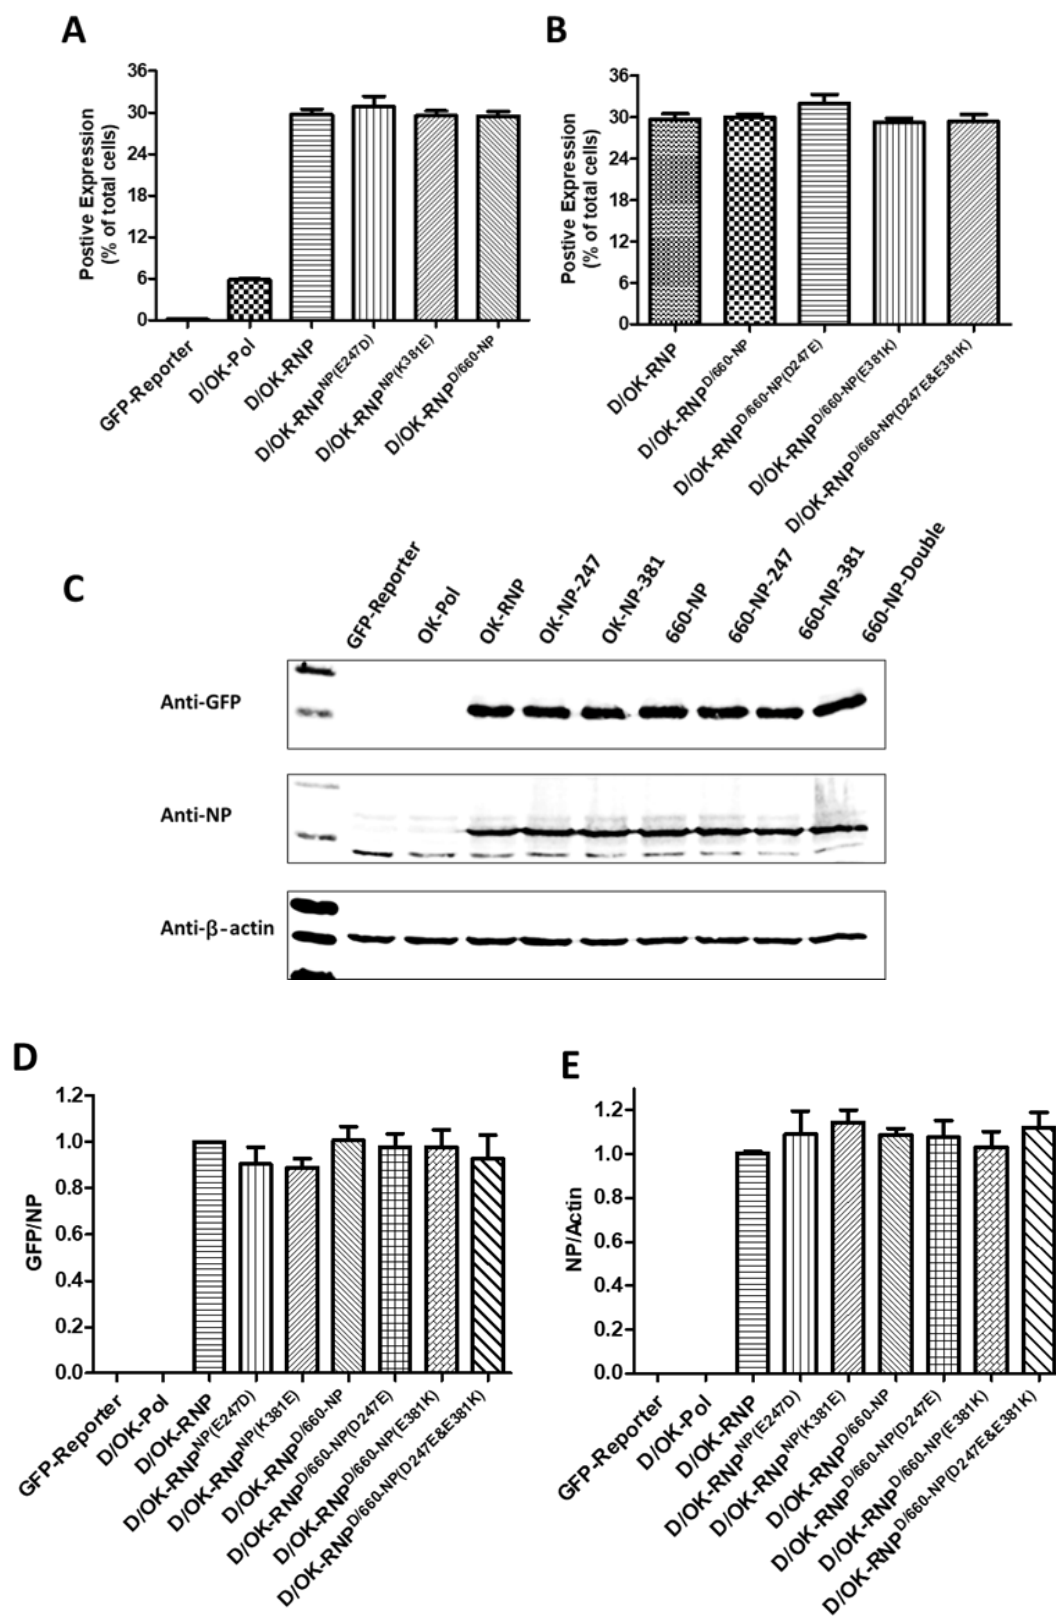 A
Postive Expression
(% of total cells)
36
30
24
18
12
6
0
GFP-Reporter
D/OK-Pol
D/OK-RNP
D/OK-RNP^NP(E247D)
D/OK-RNP^NP(K381E)
D/OK-RNP^D/660-NP
B
Postive Expression
(% of total cells)
36
30
24
18
12
6
0
D/OK-RNP
D/OK-RNP^D/660-NP
D/OK-RNP^D/660-NP(D247E)
D/OK-RNP^D/660-NP(E381K)
D/OK-RNP^D/660-NP(D247E&E381K)
C
GFP-Reporter
OK-Pol
OK-RNP
OK-NP-247
OK-NP-381
660-NP
660-NP-247
660-NP-381
660-NP-Double
Anti-GFP
Anti-NP
Anti-β-actin
D
GFP/NP
1.2
1.0
0.8
0.6
0.4
0.2
0.0
GFP-Reporter
D/OK-Pol
D/OK-RNP
D/OK-RNP^NP(E247D)
D/OK-RNP^NP(K381E)
D/OK-RNP^D/660-NP
D/OK-RNP^D/660-NP(D247E)
D/OK-RNP^D/660-NP(E381K)
D/OK-RNP^D/660-NP(D247E&E381K)
E
NP/Actin
1.2
1.0
0.8
0.6
0.4
0.2
0.0
GFP-Reporter
D/OK-Pol
D/OK-RNP
D/OK-RNP^NP(E247D)
D/OK-RNP^NP(K381E)
D/OK-RNP^D/660-NP
D/OK-RNP^D/660-NP(D247E)
D/OK-RNP^D/660-NP(E381K)
D/OK-RNP^D/660-NP(D247E&E381K)